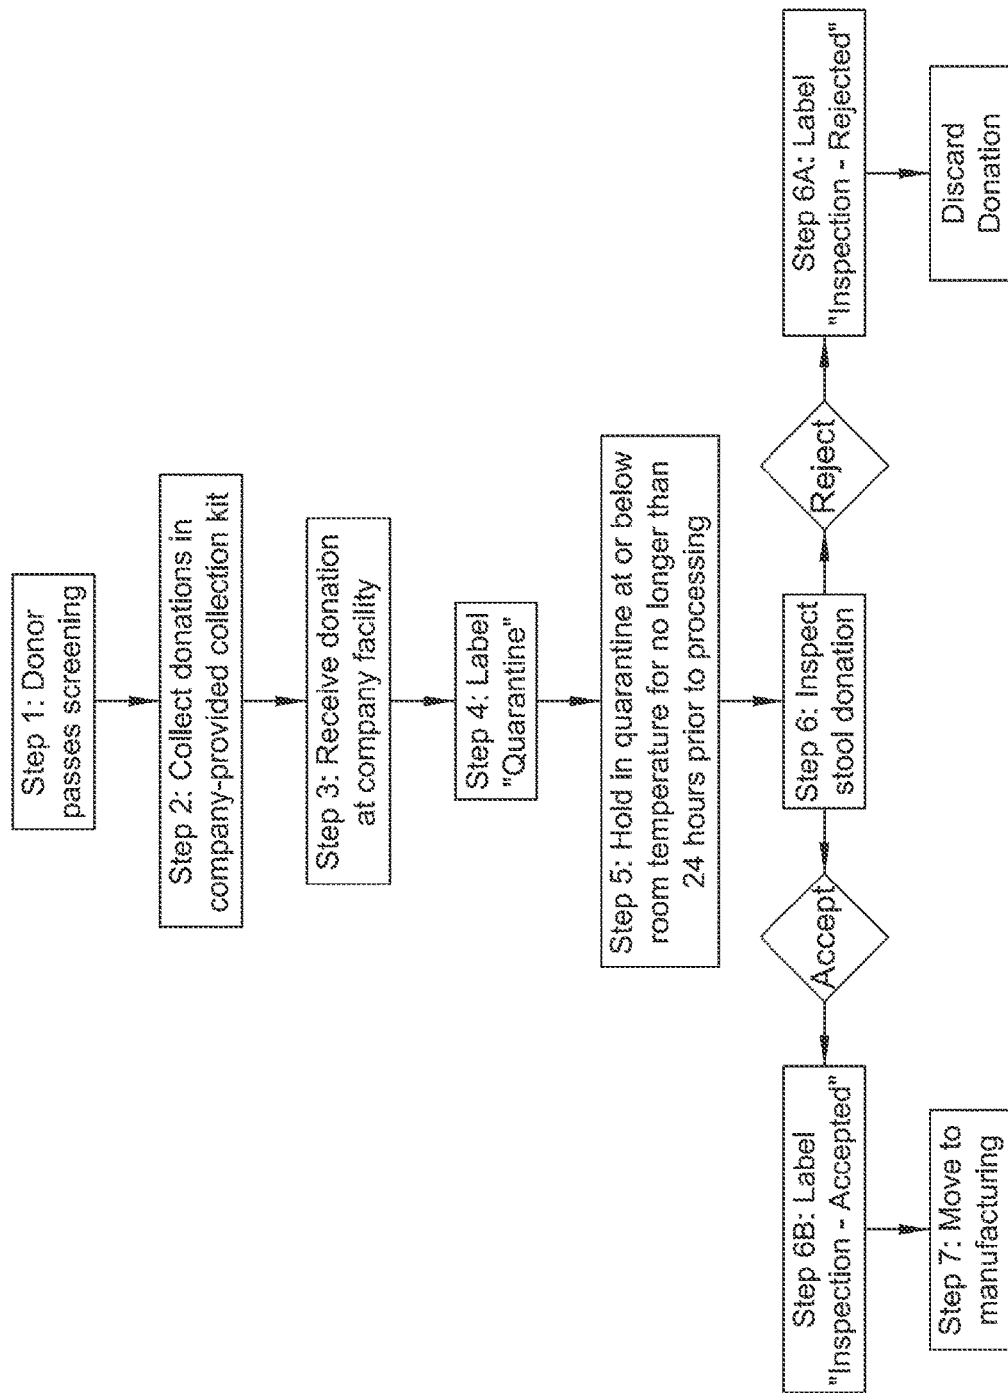 Step 1: Donor
passes screening
Step 2: Collect donations in
company-provided collection kit
Step 3: Receive donation
at company facility
Step 4: Label
"Quarantine"
Step 5: Hold in quarantine at or below
room temperature for no longer than
24 hours prior to processing
Step 6: Inspect
stool donation
Accept
Reject
Step 6B: Label
"Inspection - Accepted"
Step 6A: Label
"Inspection - Rejected"
Step 7: Move to
manufacturing
Discard
Donation